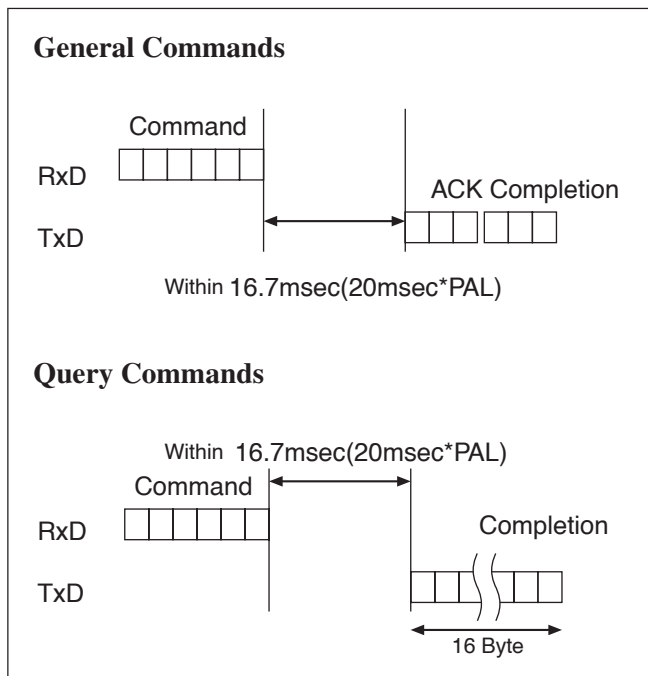 General Commands
Command
RxD
ACK Completion
TxD
Within 16.7msec(20msec*PAL)
Query Commands
Within 16.7msec(20msec*PAL)
Command
RxD
Completion
TxD
16 Byte